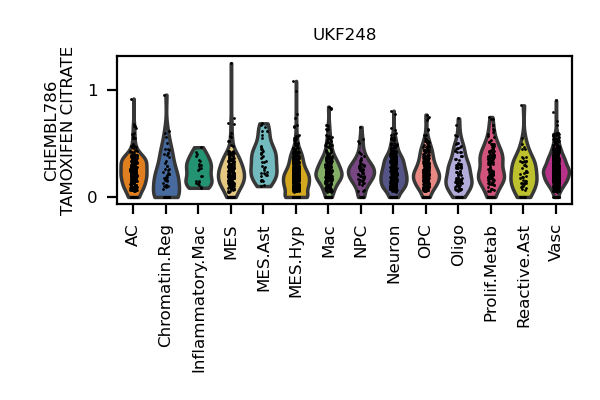 UKF248
CHEMBL786
TAMOXIFEN CITRATE
1
0
AC
Chromatin.Reg
Inflammatory.Mac
MES
MES.Ast
MES.Hyp
Mac
NPC
Neuron
OPC
Oligo
Prolif.Metab
Reactive.Ast
Vasc